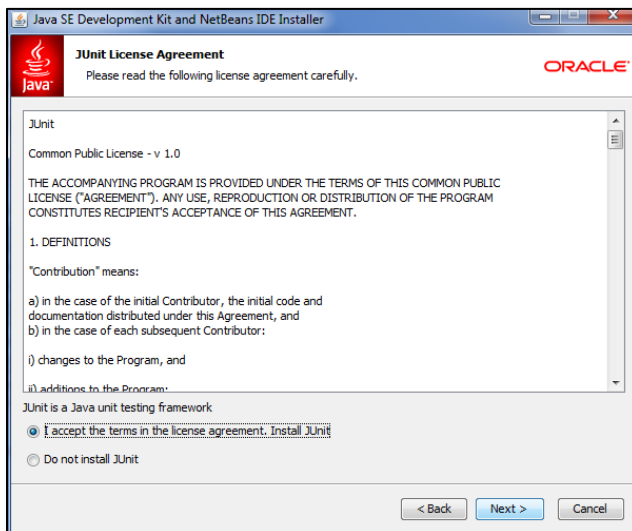 Java SE Development Kit and NetBeans IDE Installer
JUnit License Agreement
Please read the following license agreement carefully.
Java
ORACLE
JUnit
Common Public License - v 1.0
THE ACCOMPANYING PROGRAM IS PROVIDED UNDER THE TERMS OF THIS COMMON PUBLIC
LICENSE ("AGREEMENT"). ANY USE, REPRODUCTION OR DISTRIBUTION OF THE PROGRAM
CONSTITUTES RECIPIENT'S ACCEPTANCE OF THIS AGREEMENT.
1. DEFINITIONS
"Contribution" means:
a) in the case of the initial Contributor, the initial code and
documentation distributed under this Agreement, and
b) in the case of each subsequent Contributor:
i) changes to the Program, and
ii) additions to the Program;
JUnit is a Java unit testing framework
I accept the terms in the license agreement. Install JUnit
Do not install JUnit
< Back
Next >
Cancel